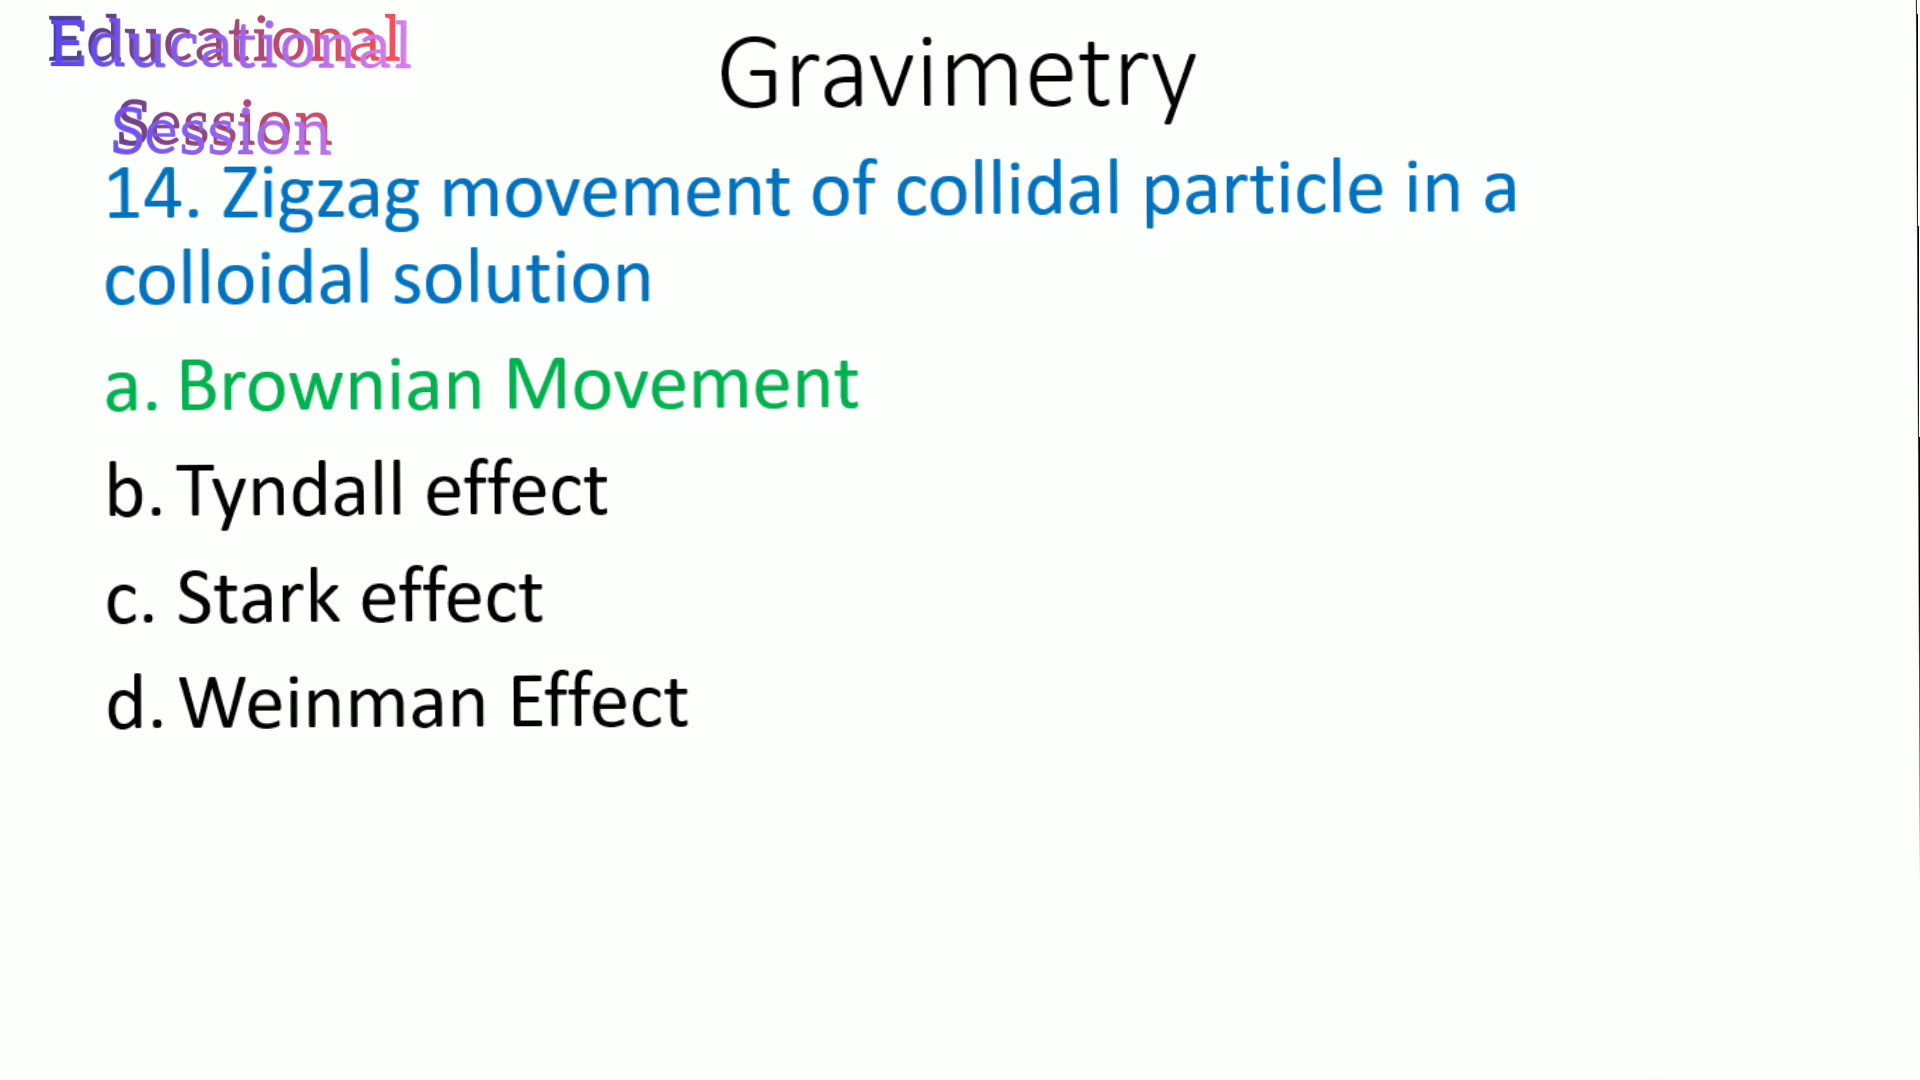 Educational
Session
Gravimetry
14. Zigzag movement of collidal particle in a
colloidal solution
a. Brownian Movement
b. Tyndall effect
c. Stark effect
d. Weinman Effect